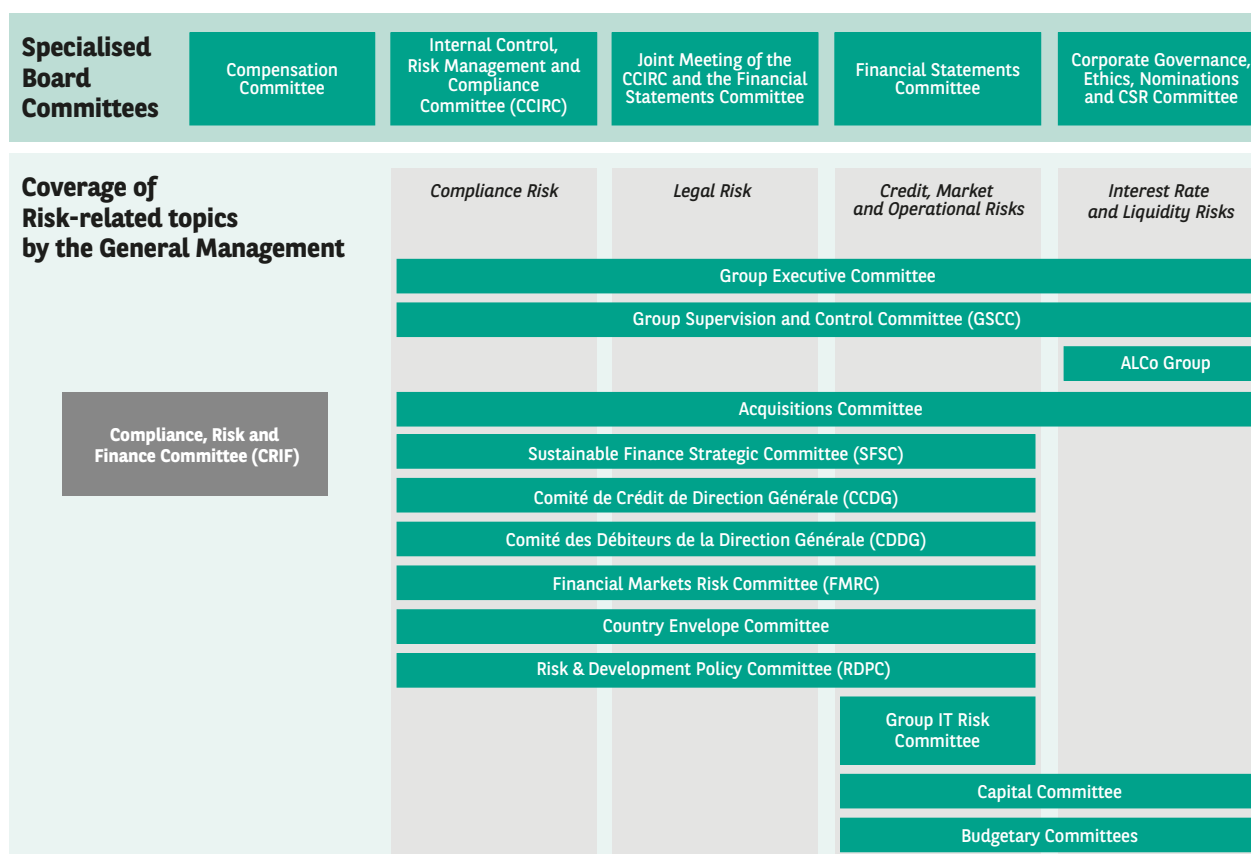 Specialised
Board
Committees
Compensation
Committee
Internal Control,
Risk Management and
Compliance
Committee (CCIRC)
Joint Meeting of the
CCIRC and the Financial
Statements Committee
Financial Statements
Committee
Corporate Governance,
Ethics, Nominations
and CSR Committee
Coverage of
Risk-related topics
by the General Management
Compliance Risk
Legal Risk
Credit, Market
and Operational Risks
Interest Rate
and Liquidity Risks
Group Executive Committee
Group Supervision and Control Committee (GSCC)
ALCo Group
Acquisitions Committee
Compliance, Risk and
Finance Committee (CRIF)
Sustainable Finance Strategic Committee (SFSC)
Comité de Crédit de Direction Générale (CCDG)
Comité des Débiteurs de la Direction Générale (CDDG)
Financial Markets Risk Committee (FMRC)
Country Envelope Committee
Risk & Development Policy Committee (RDPC)
Group IT Risk
Committee
Capital Committee
Budgetary Committees